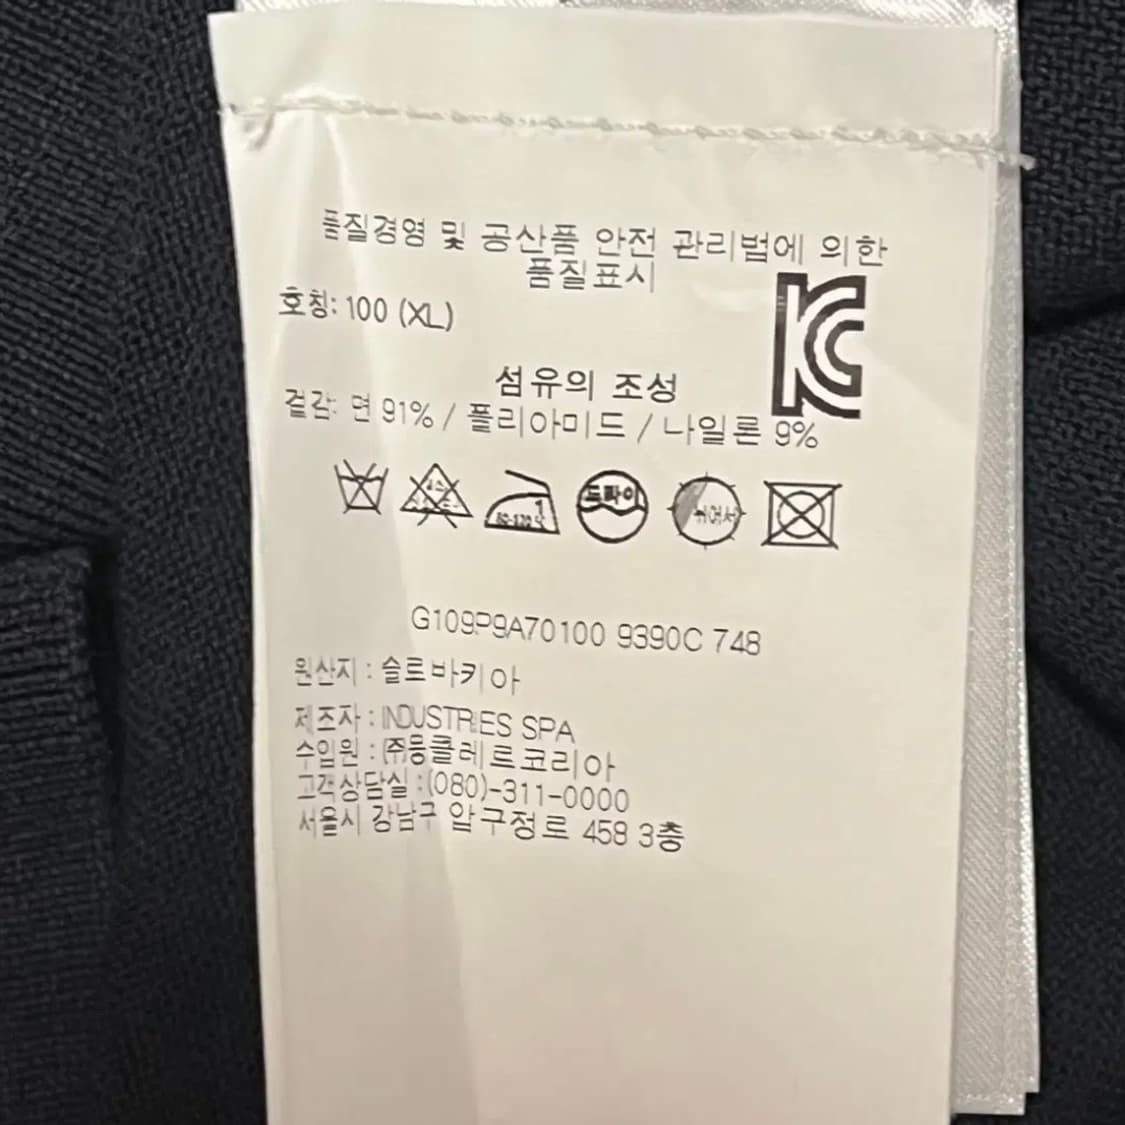 품질경영 및 공산품 안전 관리법에 의한
품질표시
호칭: 100 (XL)
KC
섬유의 조성
겉감: 면 91% / 플리아미드 / 나일론 9%
드라이
G109P9A70100 9390C 748
원산지 : 슬로바키아
제조자 : INDUSTRIES SPA
수입원 : (주)몽클레르코리아
고객상담실 : (080)-311-0000
서울시 강남구 압구정로 458 3층